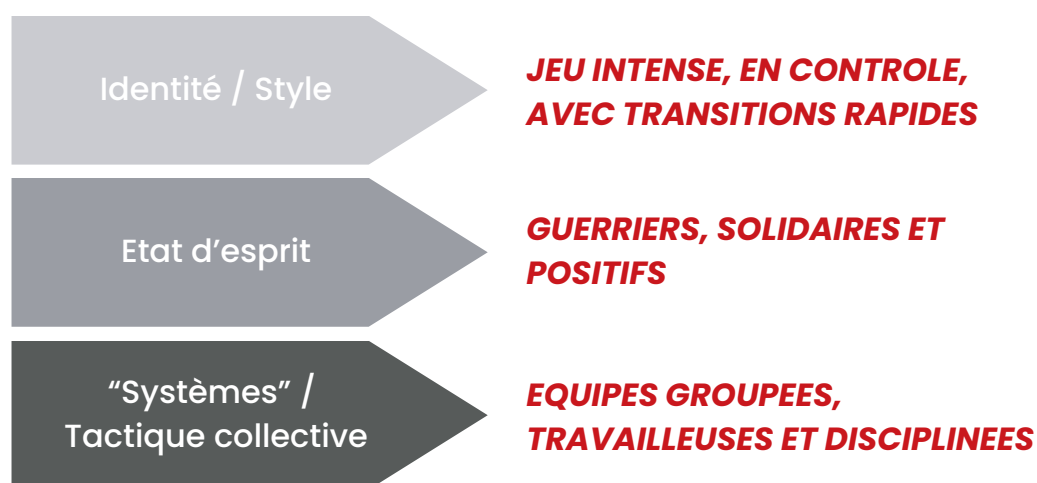 Identité / Style
JEU INTENSE, EN CONTROLE,
AVEC TRANSITIONS RAPIDES
Etat d’esprit
GUERRIERS, SOLIDAIRES ET
POSITIFS
“Systèmes” /
Tactique collective
EQUIPES GROUPEES,
TRAVAILLEUSES ET DISCIPLINEES